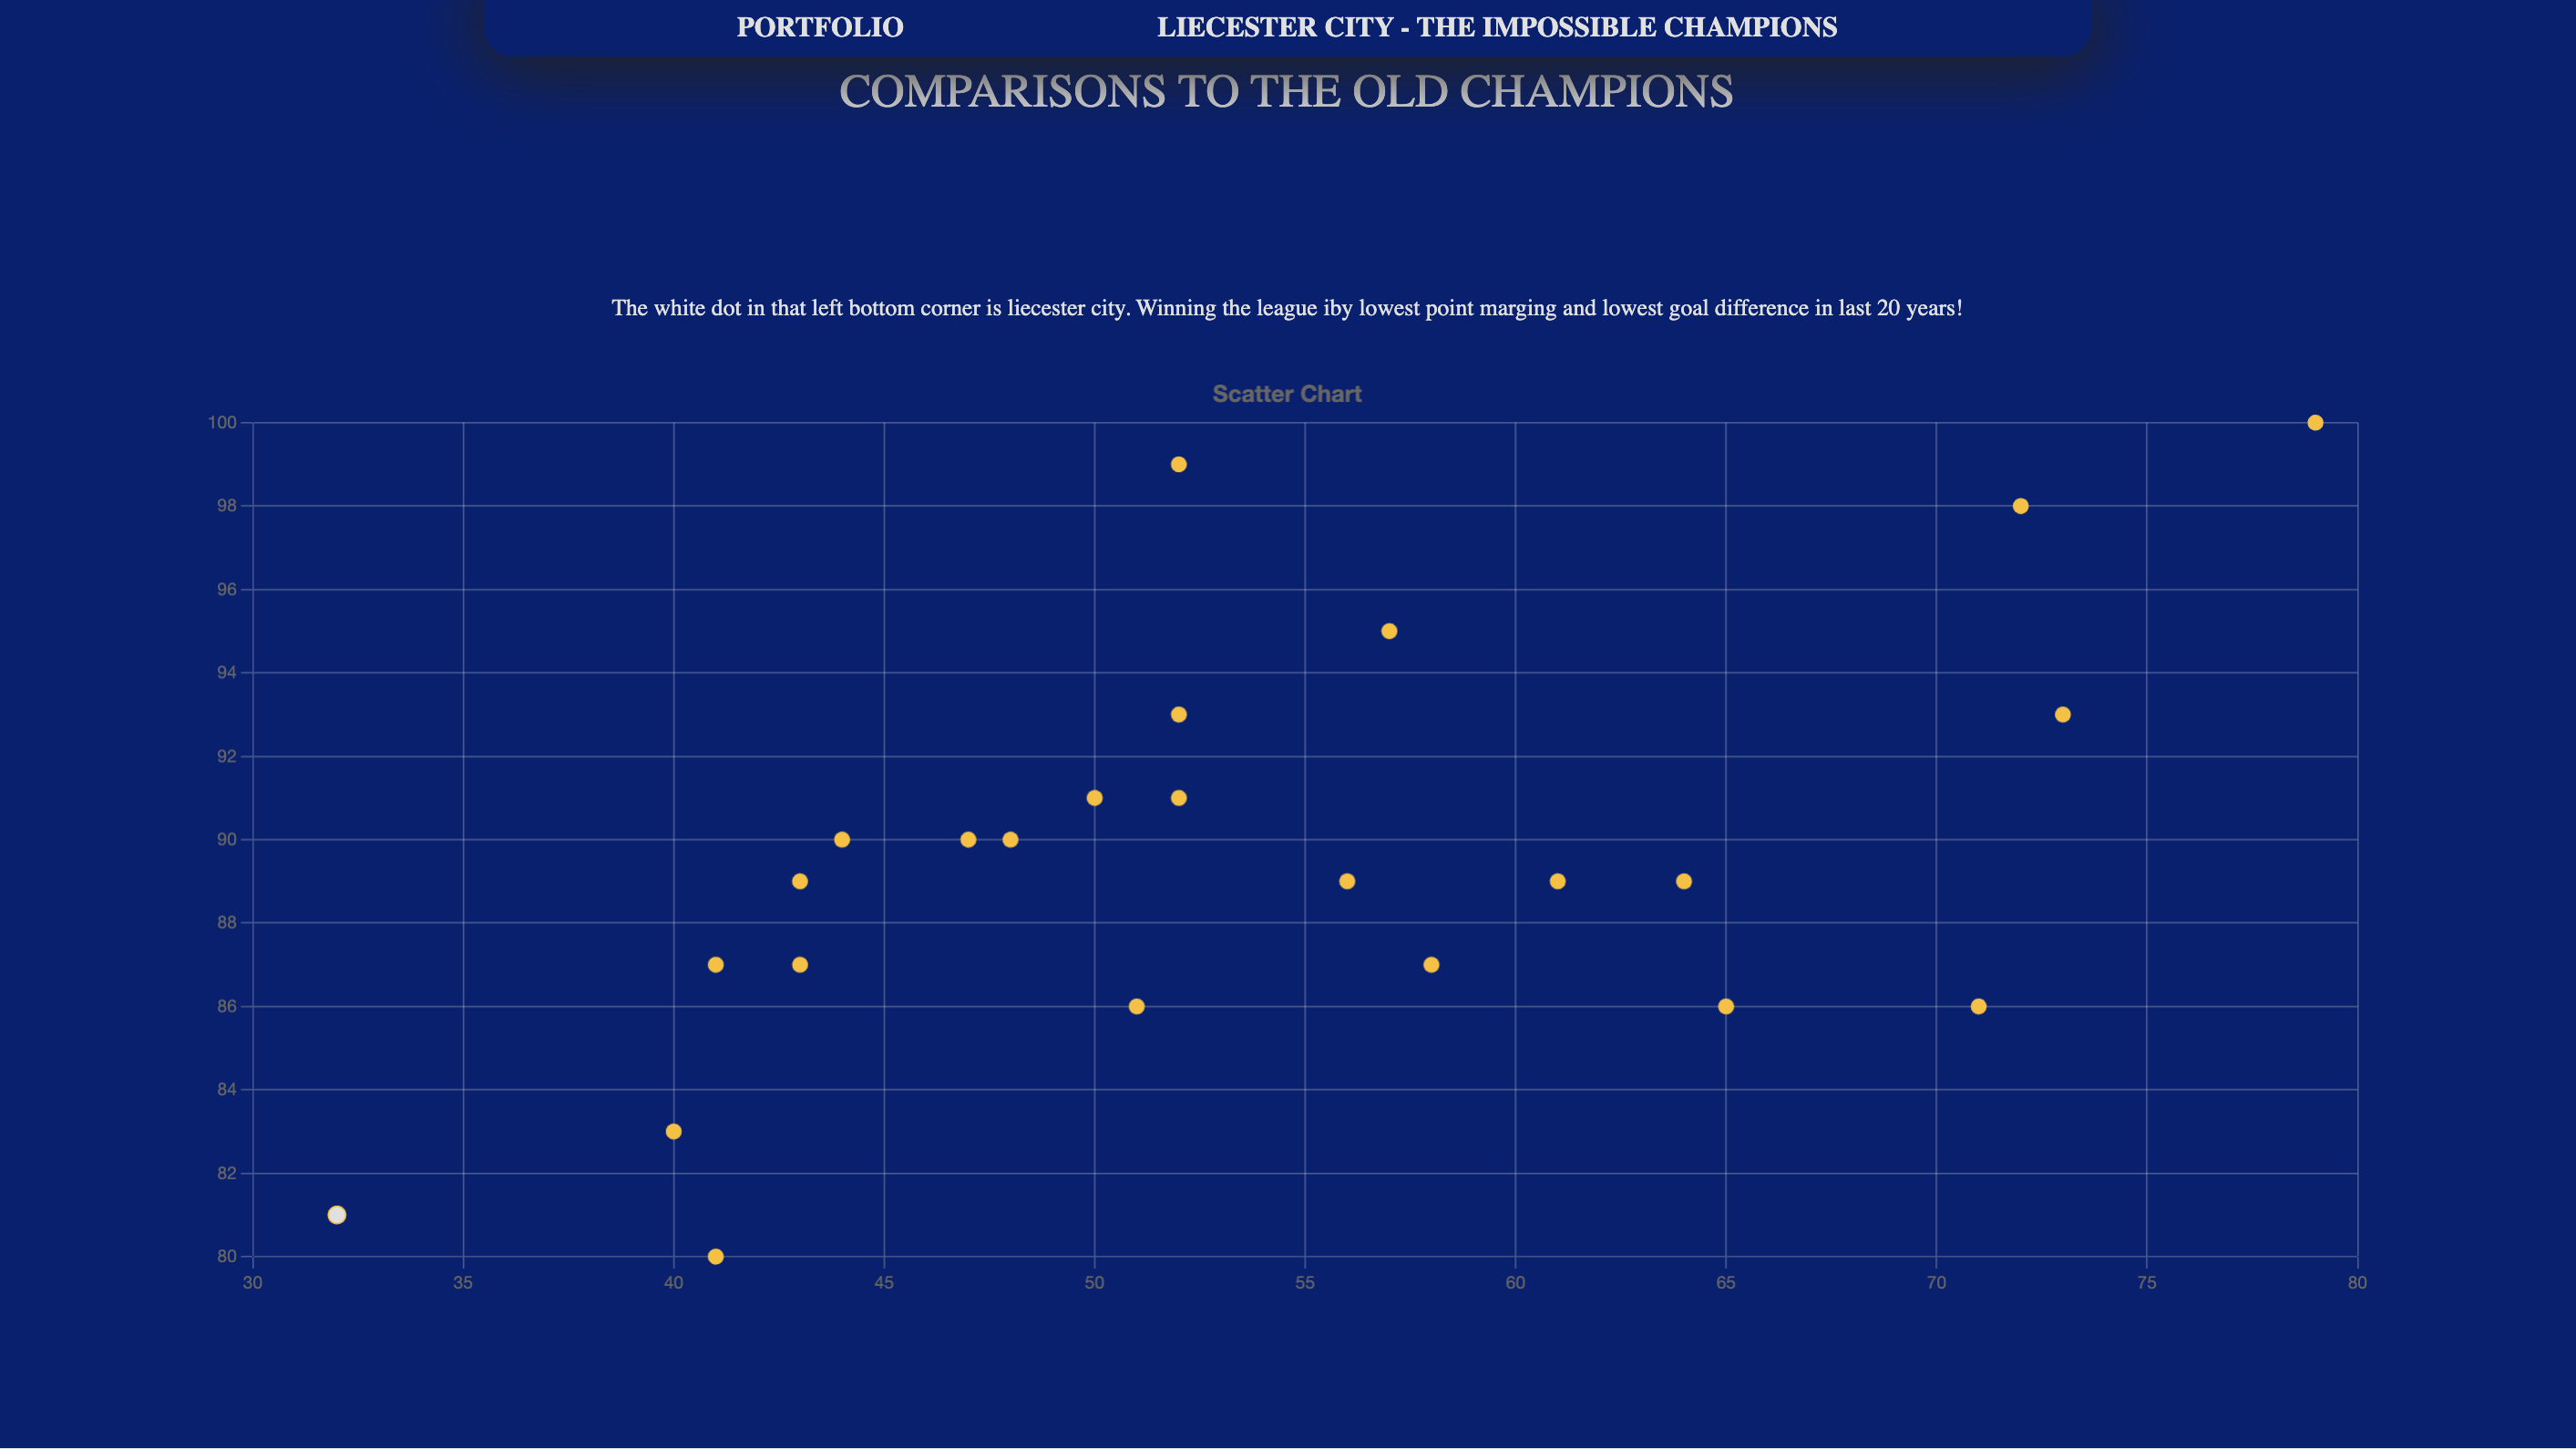 PORTFOLIO LIECESTER CITY - THE IMPOSSIBLE CHAMPIONS
COMPARISONS TO THE OLD CHAMPIONS
The white dot in that left bottom corner is liecester city. Winning the league iby lowest point marging and lowest goal difference in last 20 years!
Scatter Chart
100
98
96
94
92
90
88
86
84
82
80
30 35 40 45 50 55 60 65 70 75 80